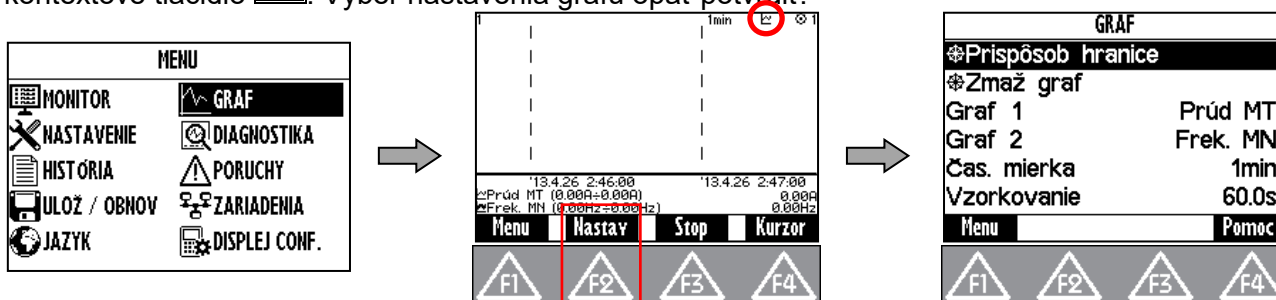 kontextové tlačidlo. Výber nastavenia grafu opäť potvrdiť.
MENU
MONITOR GRAF
NASTAVENIE DIAGNOSTIKA
HISTÓRIA PORUCHY
ULOŽ / OBNOV ZARIADENIA
JAZYK DISPLEJ CONF.
1 1min 1
'13.4.26 2:46:00 '13.4.26 2:47:00
Prúd MT (0.00A÷0.00A) 0.00A
Frek. MN (0.00Hz÷0.00Hz) 0.00Hz
Menu Nastav Stop Kurzor
F1 F2 F3 F4
GRAF
Prispôsob hranice
Zmaž graf
Graf 1 Prúd MT
Graf 2 Frek. MN
Čas. mierka 1min
Vzorkovanie 60.0s
Menu Pomoc
F1 F2 F3 F4